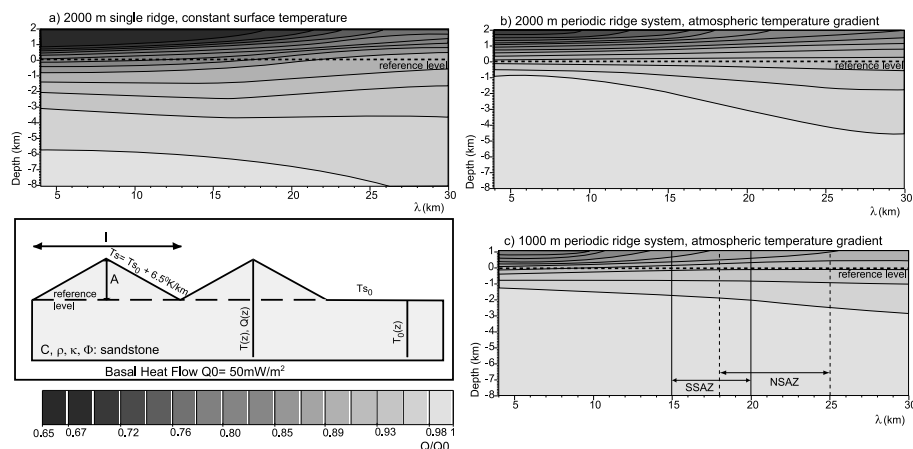 a) 2000 m single ridge, constant surface temperature
2
1
0
-1
-2
-3
-4
-5
-6
-7
-8
Depth (km)
reference level
5
10
15
20
25
30
λ (km)
b) 2000 m periodic ridge system, atmospheric temperature gradient
2
1
0
-1
-2
-3
-4
-5
-6
-7
-8
Depth (km)
reference level
5
10
15
20
25
30
λ(km)
l
Ts= Ts0 + 6.5⁰K/km
A
reference
level
Ts0
T(z), Q(z)
T0(z)
C, ρ, κ, Φ: sandstone
Basal Heat Flow Q0= 50mW/m²
0.65 0.67 0.72 0.76 0.80 0.85 0.89 0.93 0.98 1
Q/Q0
c) 1000 m periodic ridge system, atmospheric temperature gradient
1
0
-1
-2
-3
-4
-5
-6
-7
-8
Depth (km)
reference level
SSAZ
NSAZ
5
10
15
20
25
30
λ(km)